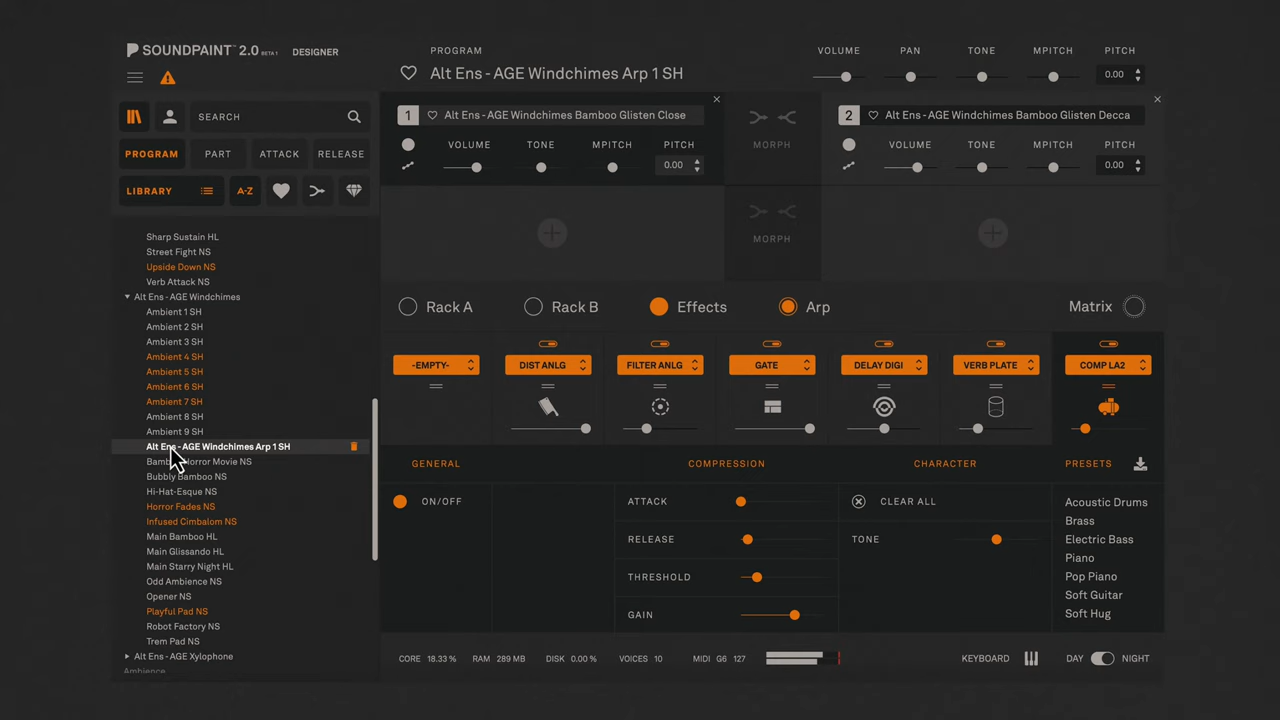 SOUNDPAINT™ 2.0 BETA 1 DESIGNER
PROGRAM
Alt Ens - AGE Windchimes Arp 1 SH
VOLUME PAN TONE MPITCH PITCH
0.00
SEARCH
PROGRAM PART ATTACK RELEASE
LIBRARY A-Z
Sharp Sustain HL
Street Fight NS
Upside Down NS
Verb Attack NS
Alt Ens - AGE Windchimes
Ambient 1 SH
Ambient 2 SH
Ambient 3 SH
Ambient 4 SH
Ambient 5 SH
Ambient 6 SH
Ambient 7 SH
Ambient 8 SH
Ambient 9 SH
Alt Ens - AGE Windchimes Arp 1 SH
Horror Movie NS
Bubbly Bamboo NS
Hi-Hat-Esque NS
Horror Fades NS
Infused Cimbalom NS
Main Bamboo HL
Main Glissando HL
Main Starry Night HL
Odd Ambience NS
Opener NS
Playful Pad NS
Robot Factory NS
Trem Pad NS
Alt Ens - AGE Xylophone
Ambience
1 Alt Ens - AGE Windchimes Bamboo Glisten Close
VOLUME TONE MPITCH PITCH
0.00
MORPH
2 Alt Ens - AGE Windchimes Bamboo Glisten Decca
VOLUME TONE MPITCH PITCH
0.00
MORPH
Rack A Rack B Effects Arp Matrix
-EMPTY- DIST ANLG FILTER ANLG GATE DELAY DIGI VERB PLATE COMP LA2
GENERAL COMPRESSION CHARACTER PRESETS
ON/OFF
ATTACK
RELEASE
THRESHOLD
GAIN
CLEAR ALL
TONE
Acoustic Drums
Brass
Electric Bass
Piano
Pop Piano
Soft Guitar
Soft Hug
CORE 18.33 % RAM 289 MB DISK 0.00 % VOICES 10 MIDI G6 127 KEYBOARD DAY NIGHT